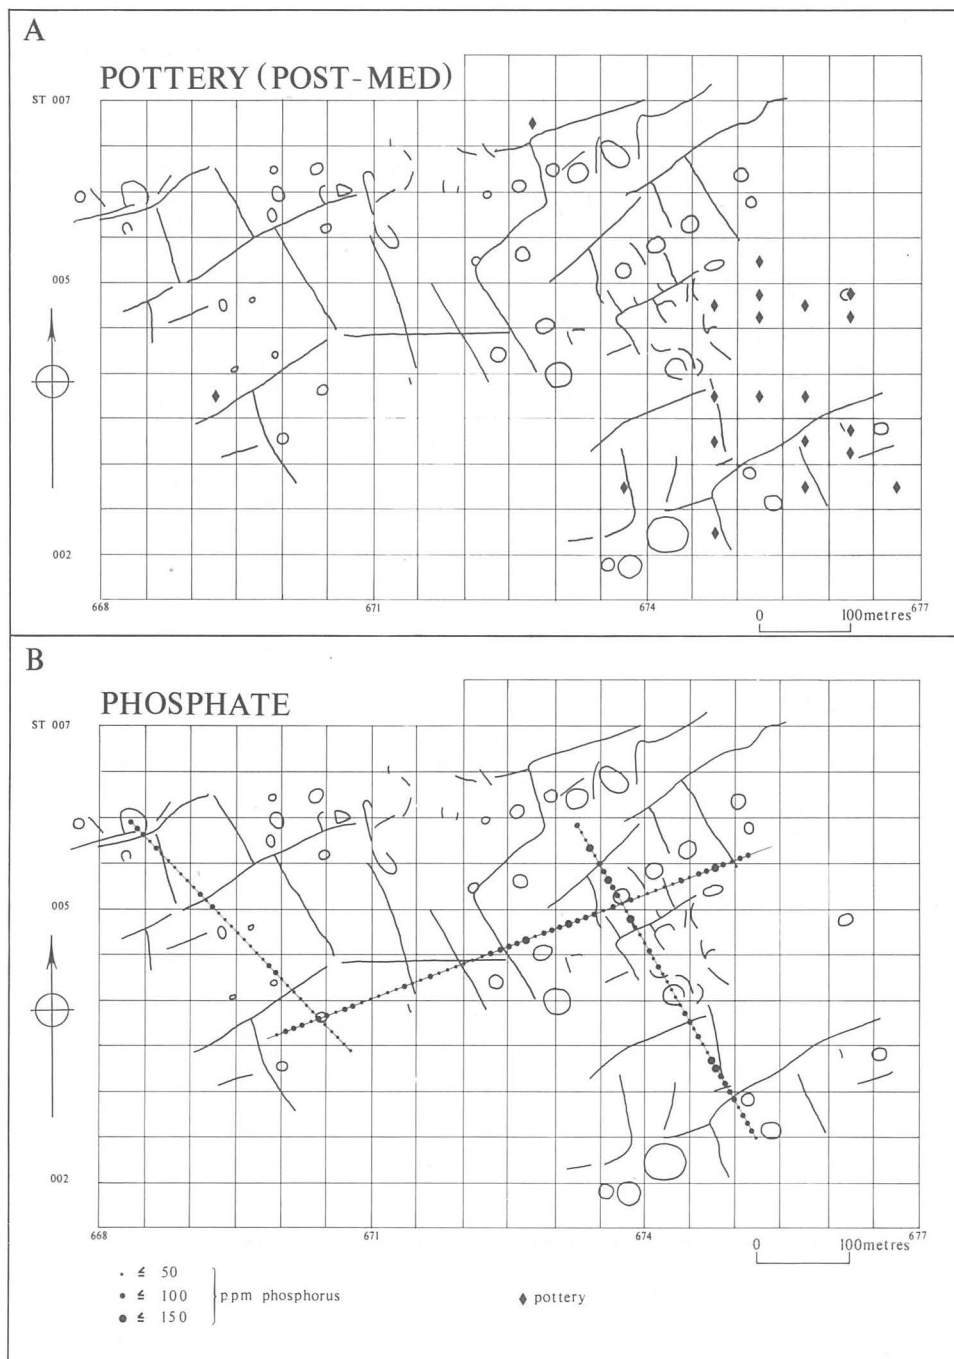 A
POTTERY (POST-MED)
ST 007
005
002
668 671 674 677
0 100metres
B
PHOSPHATE
ST 007
005
002
668 671 674 677
0 100metres
≤ 50
≤ 100 ppm phosphorus
≤ 150
pottery